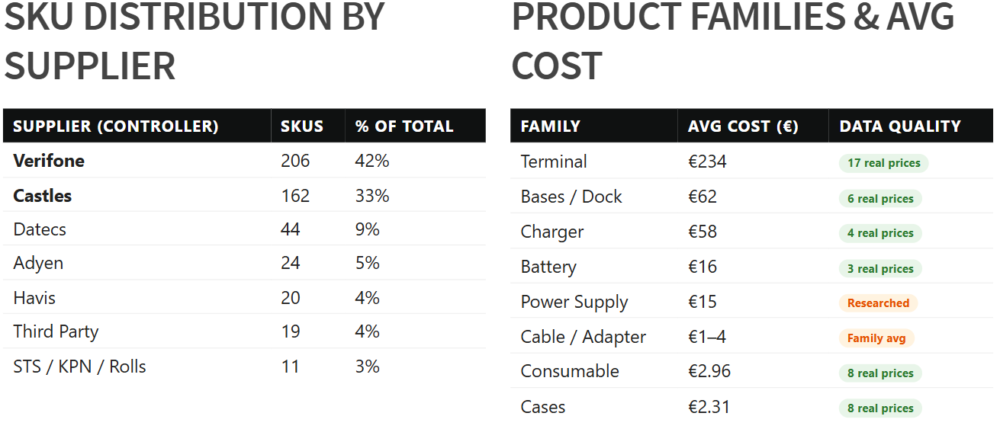 SKU DISTRIBUTION BY
SUPPLIER
SUPPLIER (CONTROLLER) SKUS % OF TOTAL
Verifone 206 42%
Castles 162 33%
Datecs 44 9%
Adyen 24 5%
Havis 20 4%
Third Party 19 4%
STS / KPN / Rolls 11 3%
PRODUCT FAMILIES & AVG
COST
FAMILY AVG COST (€) DATA QUALITY
Terminal €234 17 real prices
Bases / Dock €62 6 real prices
Charger €58 4 real prices
Battery €16 3 real prices
Power Supply €15 Researched
Cable / Adapter €1–4 Family avg
Consumable €2.96 8 real prices
Cases €2.31 8 real prices